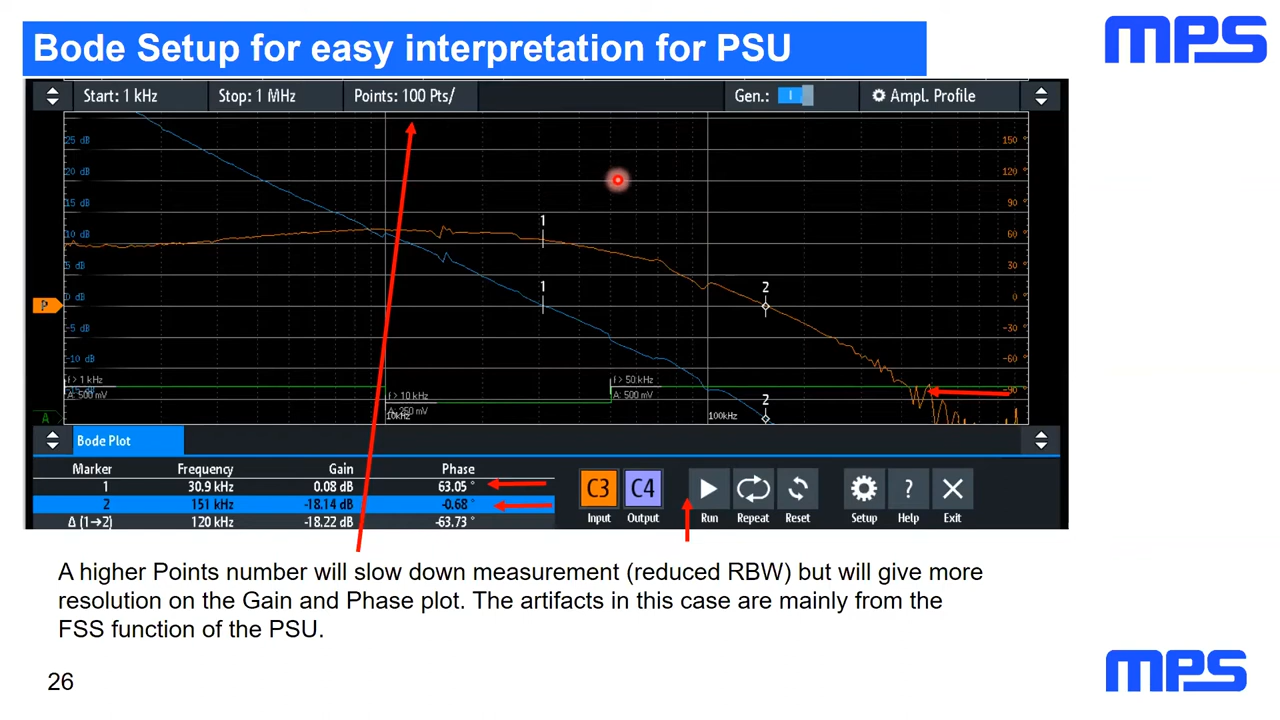 Bode Setup for easy interpretation for PSU
MPS
Start: 1 kHz
Stop: 1 MHz
Points: 100 Pts/
Gen.:
Ampl. Profile
25 dB
20 dB
15 dB
10 dB
5 dB
0 dB
-5 dB
-10 dB
150 °
120 °
90 °
60 °
30 °
0 °
-30 °
-60 °
-90 °
P
A
1
1
2
2
f > 1 kHz
A: 500 mV
f > 10 kHz
A: 250 mV
f > 50 kHz
A: 500 mV
10kHz
100kHz
Bode Plot
Marker Frequency Gain Phase
1 30.9 kHz 0.08 dB 63.05 °
2 151 kHz -18.14 dB -0.68 °
Δ (1→2) 120 kHz -18.22 dB -63.73 °
C3
Input
C4
Output
Run
Repeat
Reset
Setup
?
Help
Exit
A higher Points number will slow down measurement (reduced RBW) but will give more
resolution on the Gain and Phase plot. The artifacts in this case are mainly from the
FSS function of the PSU.
26
MPS